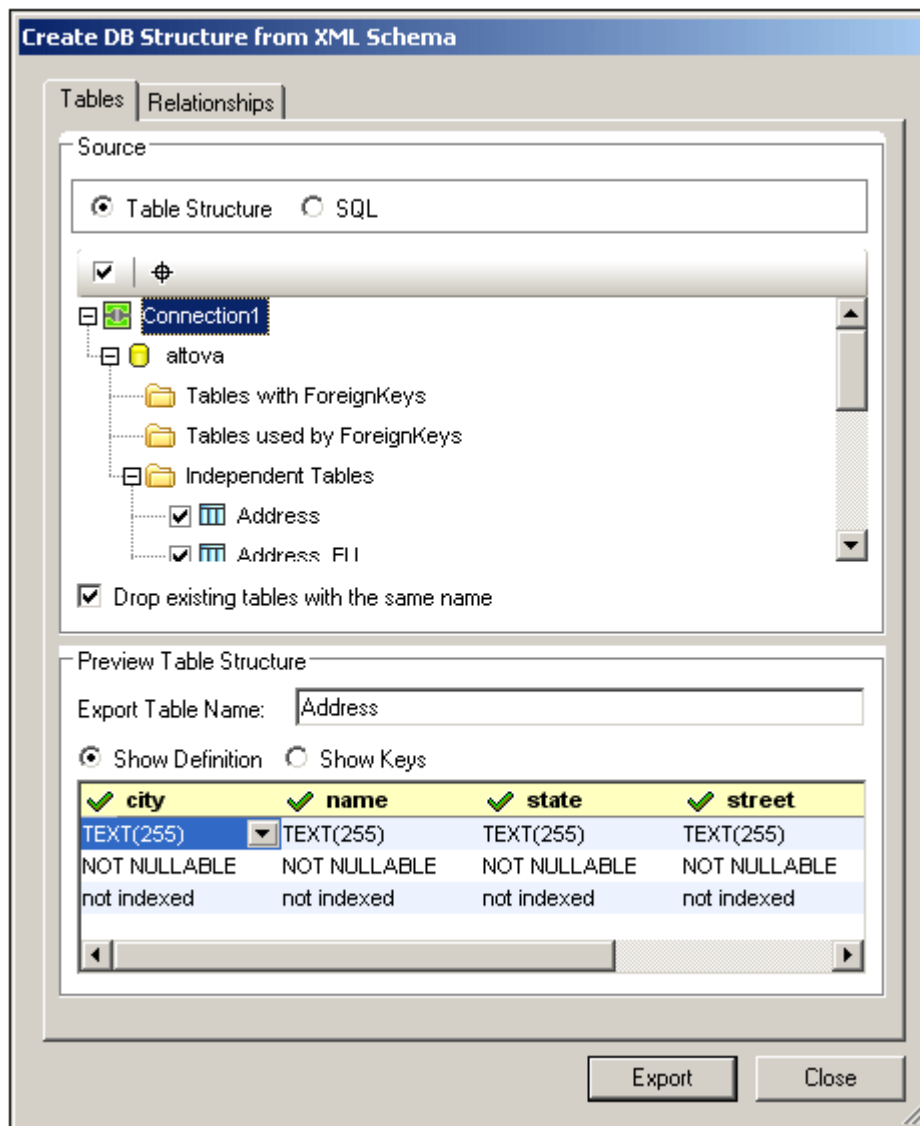 Create DB Structure from XML Schema
Tables Relationships
Source
Table Structure SQL
Connection1
altova
Tables with ForeignKeys
Tables used by ForeignKeys
Independent Tables
Address
Address_EU
Drop existing tables with the same name
Preview Table Structure
Export Table Name: Address
Show Definition Show Keys
city name state street
TEXT(255) TEXT(255) TEXT(255) TEXT(255)
NOT NULLABLE NOT NULLABLE NOT NULLABLE NOT NULLABLE
not indexed not indexed not indexed not indexed
Export Close